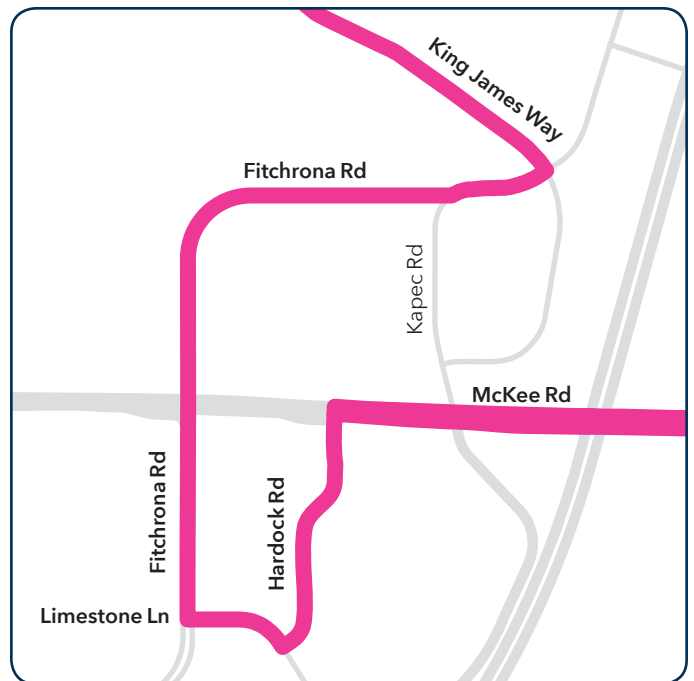 King James Way
Fitchrona Rd
Kapec Rd
McKee Rd
Fitchrona Rd
Hardock Rd
Limestone Ln